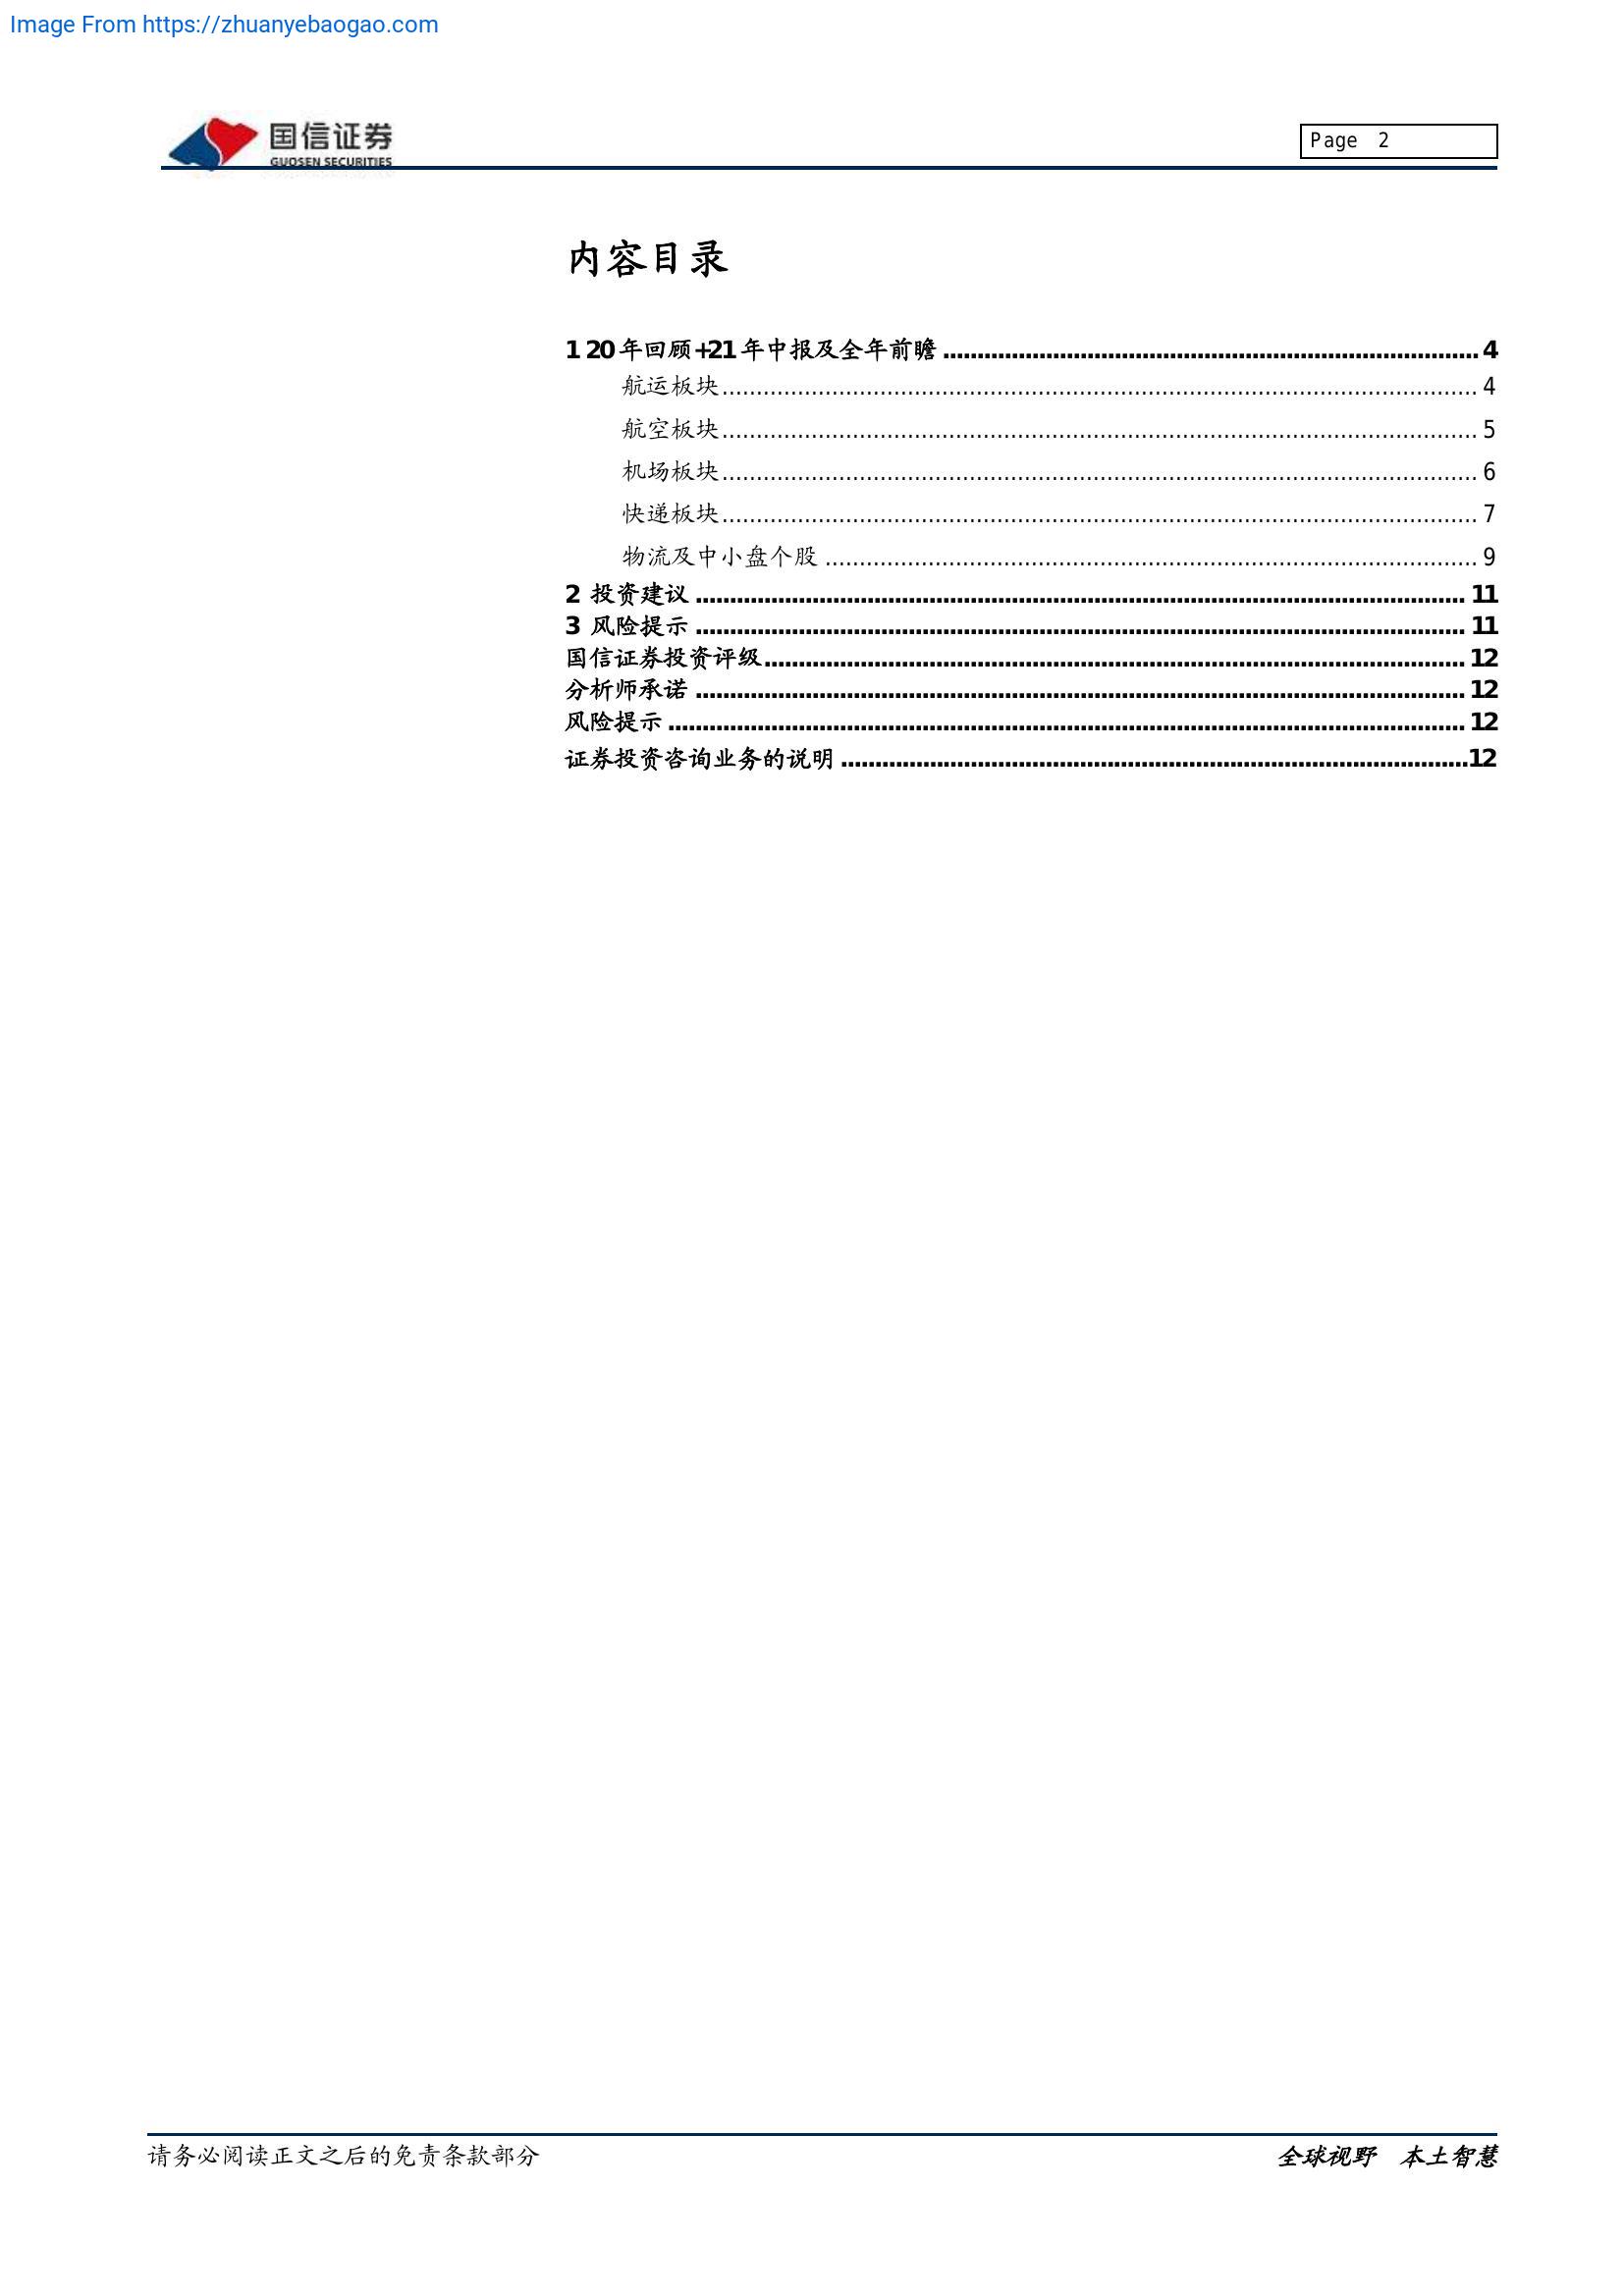 Image From https://zhuanyebaogao.com
国信证券
GUOSEN SECURITIES
Page 2
内容目录
1 20年回顾+21年中报及全年前瞻 ........................................................................ 4
航运板块 ........................................................................ 4
航空板块 ........................................................................ 5
机场板块 ........................................................................ 6
快递板块 ........................................................................ 7
物流及中小盘个股 ........................................................................ 9
2 投资建议 ........................................................................ 11
3 风险提示 ........................................................................ 11
国信证券投资评级 ........................................................................ 12
分析师承诺 ........................................................................ 12
风险提示 ........................................................................ 12
证券投资咨询业务的说明 ........................................................................ 12
请务必阅读正文之后的免责条款部分
全球视野 本土智慧